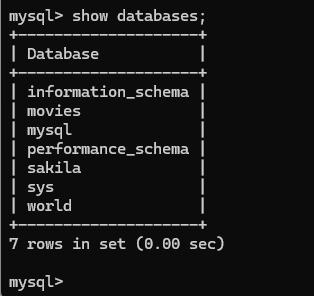 mysql> show databases;
+--------------------+
| Database           |
+--------------------+
| information_schema |
| movies             |
| mysql              |
| performance_schema |
| sakila             |
| sys                |
| world              |
+--------------------+
7 rows in set (0.00 sec)

mysql>